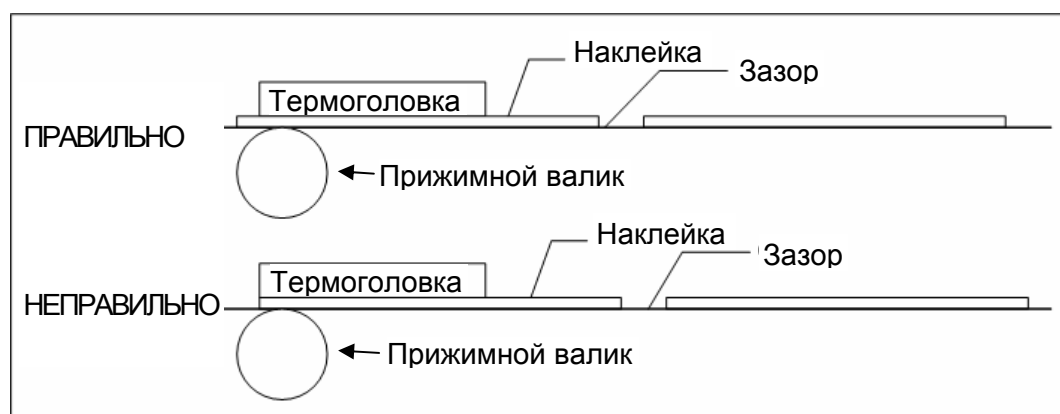 Наклейка
Зазор
Термоголовка
ПРАВИЛЬНО
Прижимной валик
Наклейка
Зазор
Термоголовка
НЕПРАВИЛЬНО
Прижимной валик